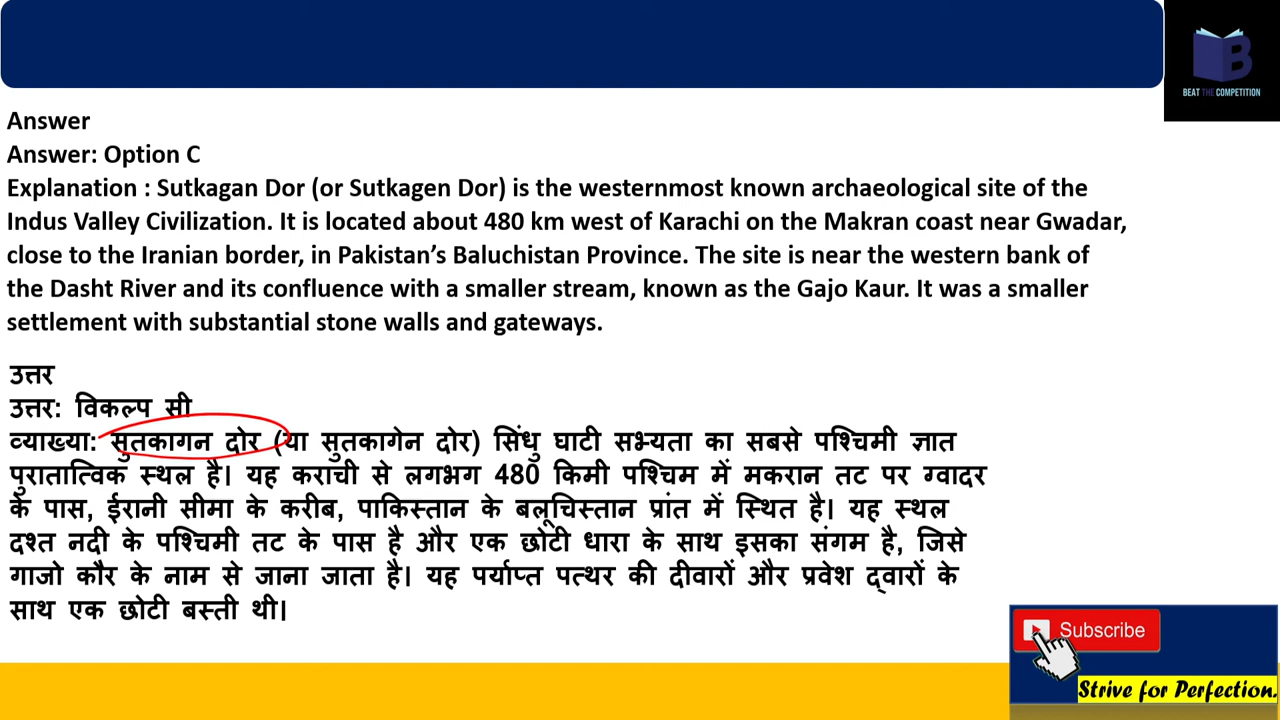 BEAT THE COMPETITION
Answer
Answer: Option C
Explanation : Sutkagan Dor (or Sutkagen Dor) is the westernmost known archaeological site of the
Indus Valley Civilization. It is located about 480 km west of Karachi on the Makran coast near Gwadar,
close to the Iranian border, in Pakistan’s Baluchistan Province. The site is near the western bank of
the Dasht River and its confluence with a smaller stream, known as the Gajo Kaur. It was a smaller
settlement with substantial stone walls and gateways.
उत्तर
उत्तर: विकल्प सी
व्याख्या: सुतकागन दोर (या सुतकागेन दोर) सिंधु घाटी सभ्यता का सबसे पश्चिमी ज्ञात
पुरातात्विक स्थल है। यह कराची से लगभग 480 किमी पश्चिम में मकरान तट पर ग्वादर
के पास, ईरानी सीमा के करीब, पाकिस्तान के बलूचिस्तान प्रांत में स्थित है। यह स्थल
दश्त नदी के पश्चिमी तट के पास है और एक छोटी धारा के साथ इसका संगम है, जिसे
गाजो कौर के नाम से जाना जाता है। यह पर्याप्त पत्थर की दीवारों और प्रवेश द्वारों के
साथ एक छोटी बस्ती थी।
Subscribe
Strive for Perfection.